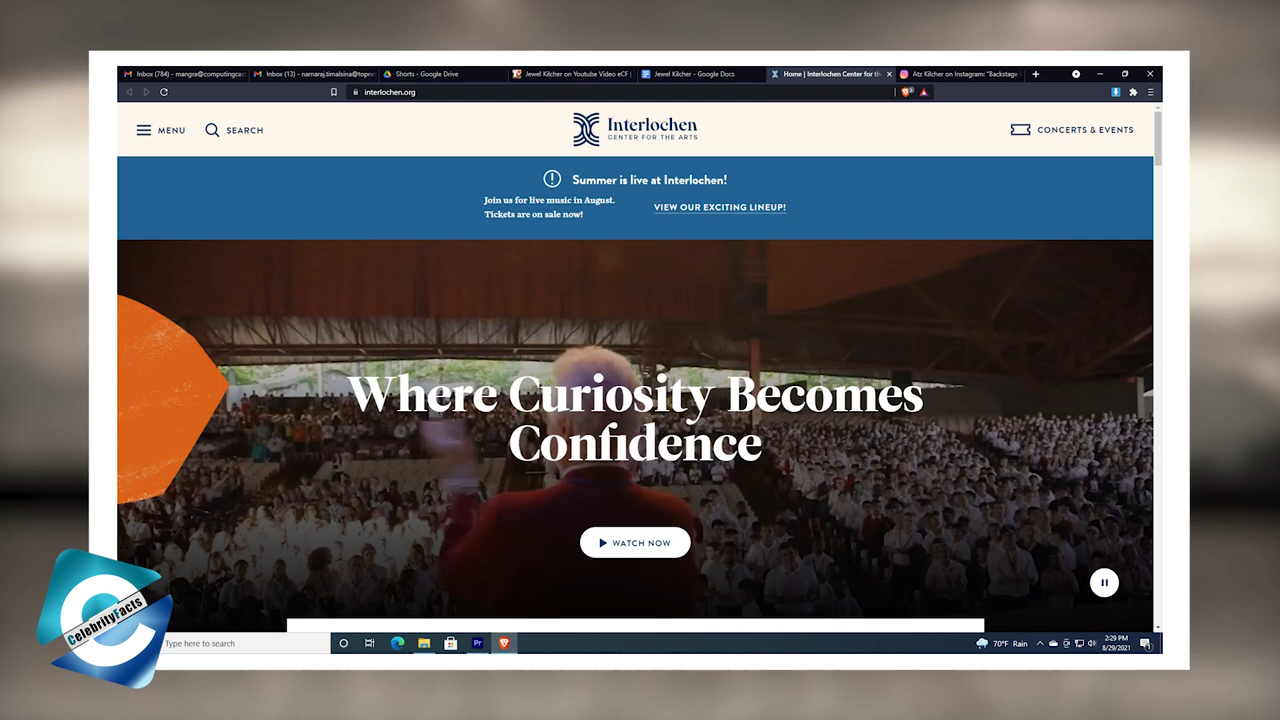 Inbox (784) - mangra@computingcas
Inbox (13) - namaraj.timalsina@topne
Shorts - Google Drive
Jewel Kilcher on Youtube Video eCF |
Jewel Kilcher - Google Docs
Home | Interlochen Center for th
Atz Kilcher on Instagram: "Backstage
interlochen.org
MENU
SEARCH
Interlochen
CENTER FOR THE ARTS
CONCERTS & EVENTS
Summer is live at Interlochen!
Join us for live music in August.
Tickets are on sale now!
VIEW OUR EXCITING LINEUP!
Where Curiosity Becomes
Confidence
WATCH NOW
CelebrityFacts
Type here to search
Pr
70°F Rain
2:29 PM
8/29/2021